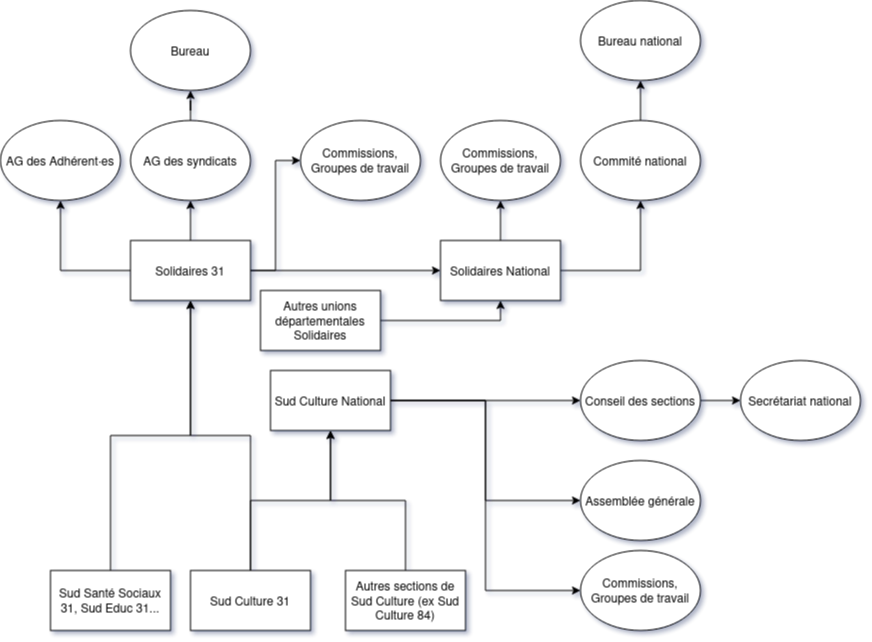 Bureau
Bureau national
AG des Adhérent·es
AG des syndicats
Commissions,
Groupes de travail
Commissions,
Groupes de travail
Commité national
Solidaires 31
Solidaires National
Autres unions
départementales
Solidaires
Sud Culture National
Conseil des sections
Secrétariat national
Assemblée générale
Sud Santé Sociaux
31, Sud Educ 31...
Sud Culture 31
Autres sections de
Sud Culture (ex Sud
Culture 84)
Commissions,
Groupes de travail